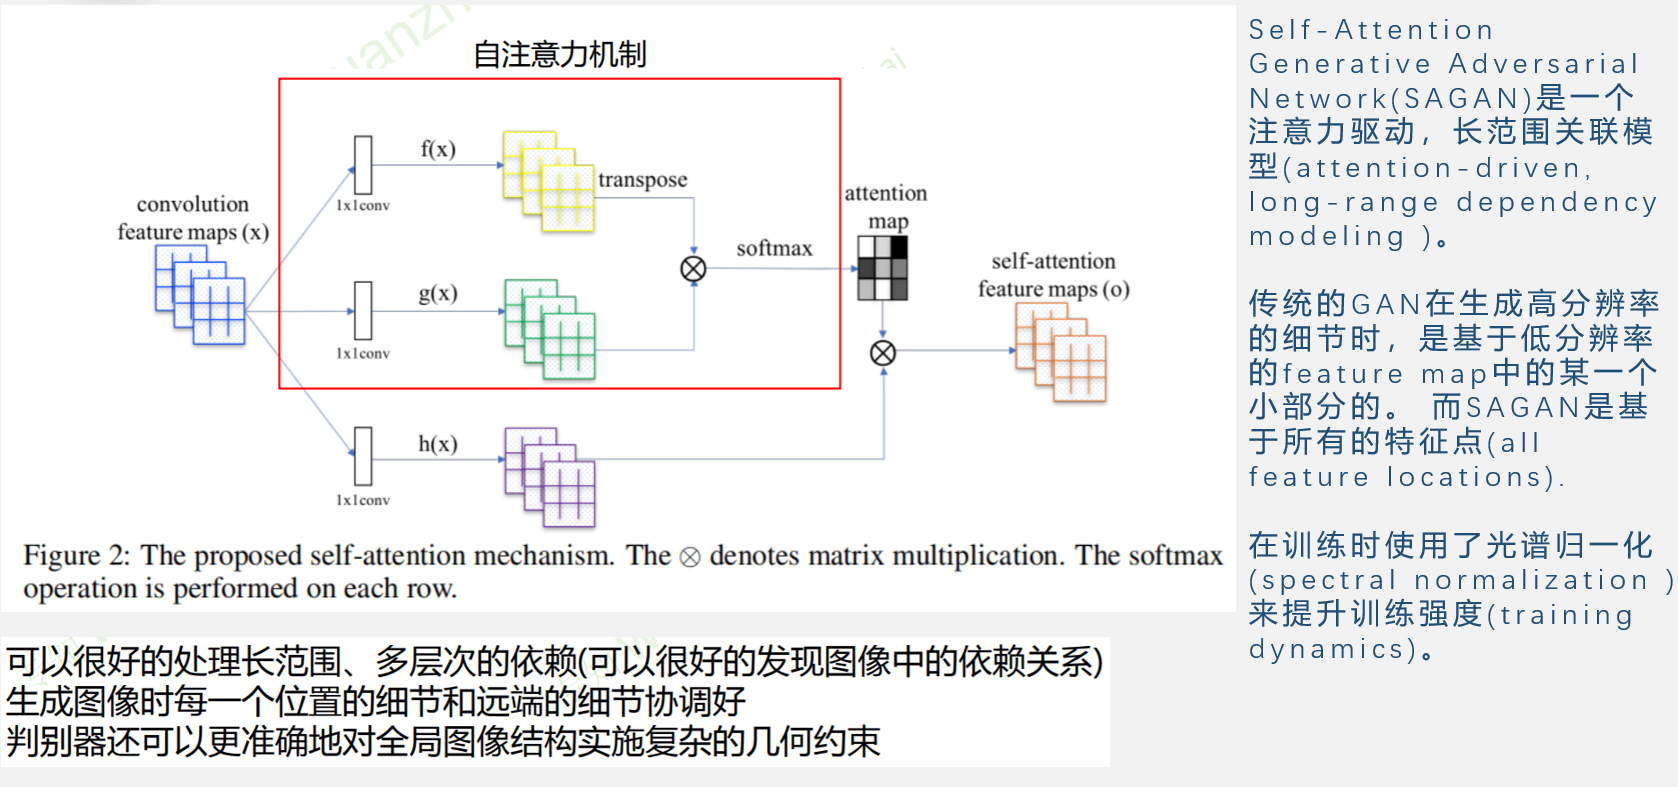 自注意力机制
f(x)
transpose
1x1conv
convolution
feature maps (x)
attention
map
g(x)
softmax
1x1conv
self-attention
feature maps (o)
h(x)
1x1conv
Figure 2: The proposed self-attention mechanism. The ⊗ denotes matrix multiplication. The softmax
operation is performed on each row.
可以很好的处理长范围、多层次的依赖(可以很好的发现图像中的依赖关系)
生成图像时每一个位置的细节和远端的细节协调好
判别器还可以更准确地对全局图像结构实施复杂的几何约束
Self-Attention
Generative Adversarial
Network(SAGAN)是一个
注意力驱动，长范围关联模
型(attention-driven,
long-range dependency
modeling )。
传统的GAN在生成高分辨率
的细节时，是基于低分辨率
的feature map中的某一个
小部分的。 而SAGAN是基
于所有的特征点(all
feature locations).
在训练时使用了光谱归一化
(spectral normalization )
来提升训练强度(training
dynamics)。